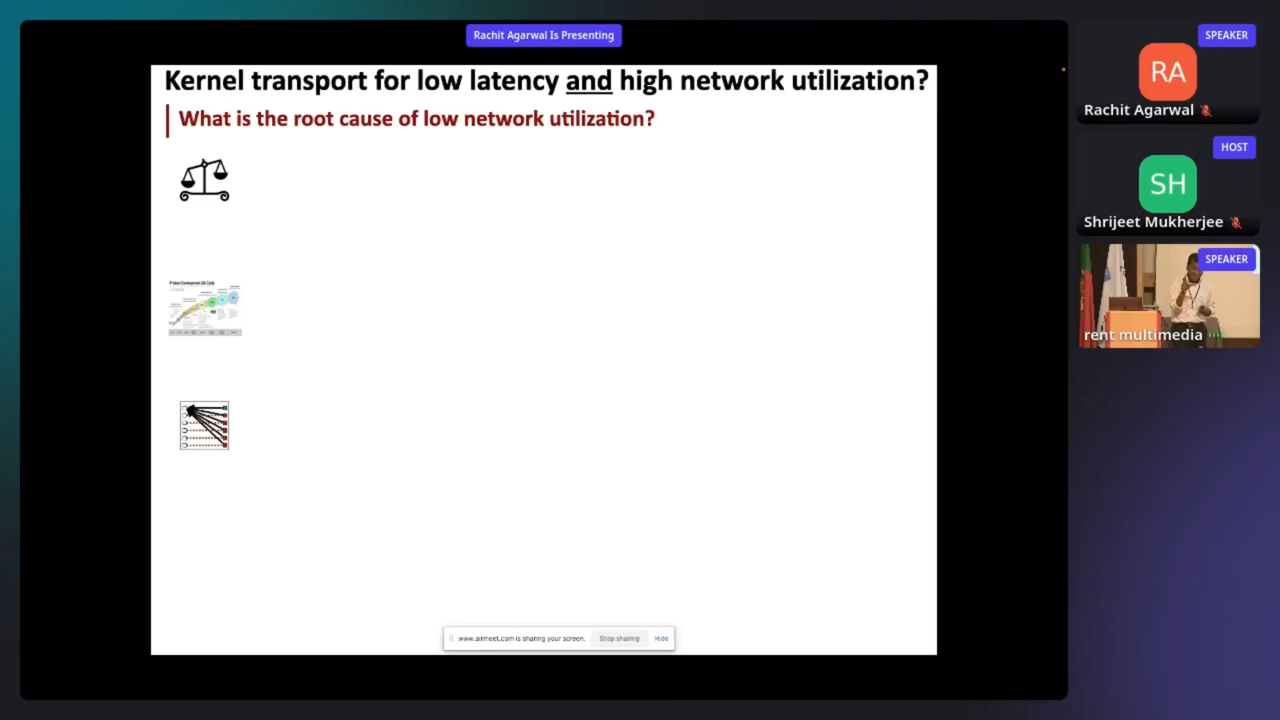 Rachit Agarwal Is Presenting
Kernel transport for low latency and high network utilization?
What is the root cause of low network utilization?
www.airmeet.com is sharing your screen.
Stop sharing
Hide
SPEAKER
RA
Rachit Agarwal
HOST
SH
Shrijeet Mukherjee
SPEAKER
rent multimedia